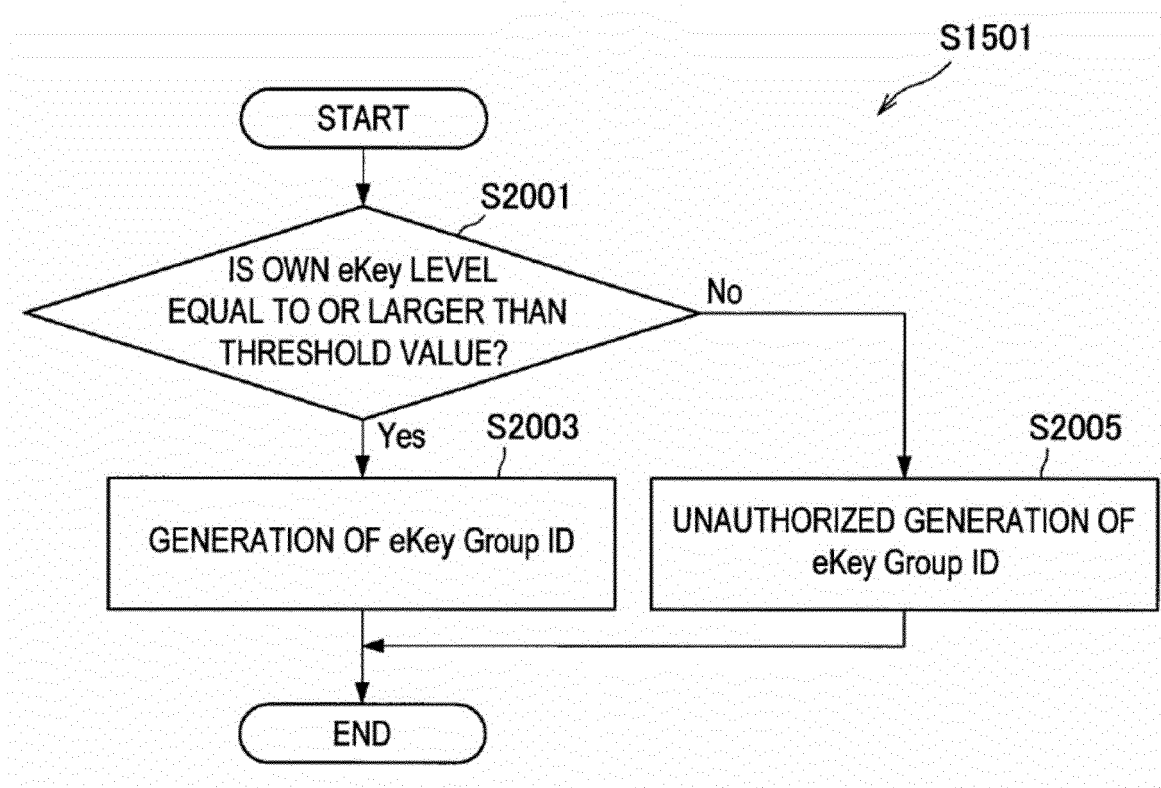 S1501
START
S2001
IS OWN eKey LEVEL
EQUAL TO OR LARGER THAN
THRESHOLD VALUE?
No
Yes
S2003
S2005
GENERATION OF eKey Group ID
UNAUTHORIZED GENERATION OF
eKey Group ID
END